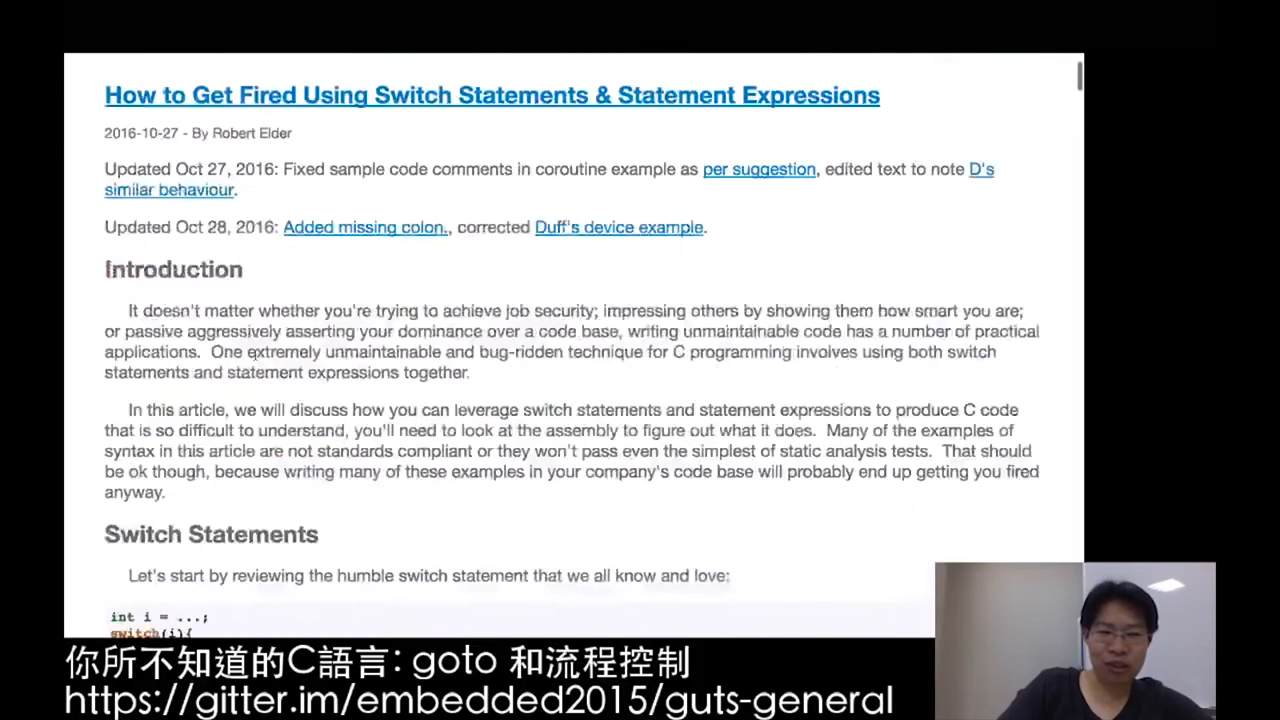 How to Get Fired Using Switch Statements & Statement Expressions
2016-10-27 - By Robert Elder
Updated Oct 27, 2016: Fixed sample code comments in coroutine example as per suggestion, edited text to note D's
similar behaviour.
Updated Oct 28, 2016: Added missing colon., corrected Duff's device example.
Introduction
It doesn't matter whether you're trying to achieve job security; impressing others by showing them how smart you are;
or passive aggressively asserting your dominance over a code base, writing unmaintainable code has a number of practical
applications. One extremely unmaintainable and bug-ridden technique for C programming involves using both switch
statements and statement expressions together.
In this article, we will discuss how you can leverage switch statements and statement expressions to produce C code
that is so difficult to understand, you'll need to look at the assembly to figure out what it does. Many of the examples of
syntax in this article are not standards compliant or they won't pass even the simplest of static analysis tests. That should
be ok though, because writing many of these examples in your company's code base will probably end up getting you fired
anyway.
Switch Statements
Let's start by reviewing the humble switch statement that we all know and love:
int i = ...;
switch(i){
你所不知道的C語言: goto 和流程控制
https://gitter.im/embedded2015/guts-general